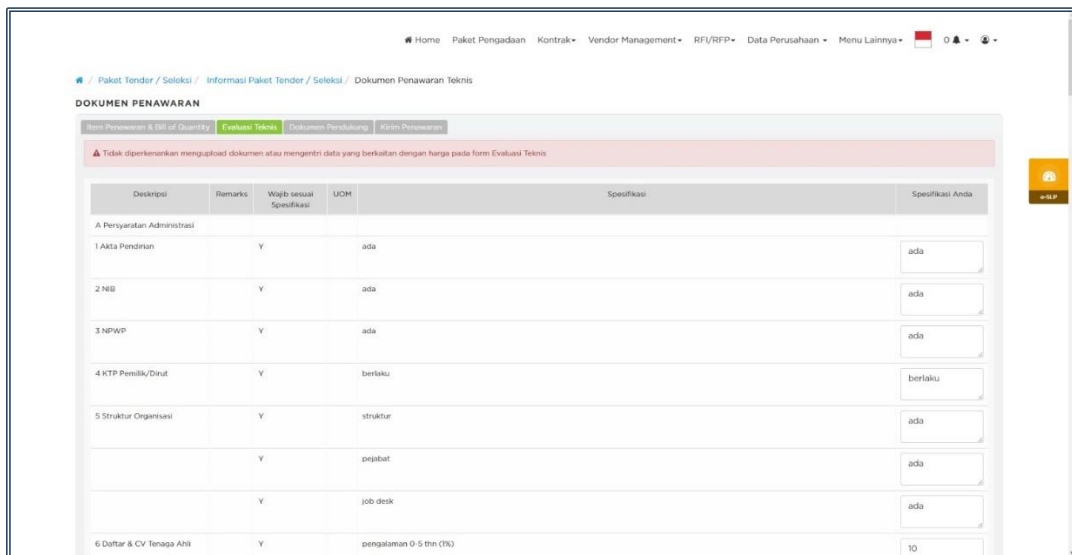 Home Paket Pengadaan Kontrak Vendor Management RFI/RFP Data Perusahaan Menu Lainnya 0
/ Paket Tender / Seleksi / Informasi Paket Tender / Seleksi / Dokumen Penawaran Teknis
DOKUMEN PENAWARAN
Item Penawaran & Bill of Quantity Evaluasi Teknis Dokumen Pendukung Kirim Penawaran
Tidak diperkenankan mengupload dokumen atau mengentri data yang berkaitan dengan harga pada form Evaluasi Teknis
e-SLP
Deskripsi Remarks Wajib sesuai Spesifikasi UOM Spesifikasi Spesifikasi Anda
A Persyaratan Administrasi
1 Akta Pendirian Y ada ada
2 NIB Y ada ada
3 NPWP Y ada ada
4 KTP Pemilik/Dirut Y berlaku berlaku
5 Struktur Organisasi Y struktur ada
Y pejabat ada
Y job desk ada
6 Daftar & CV Tenaga Ahli Y pengalaman 0-5 thn (1%) 10